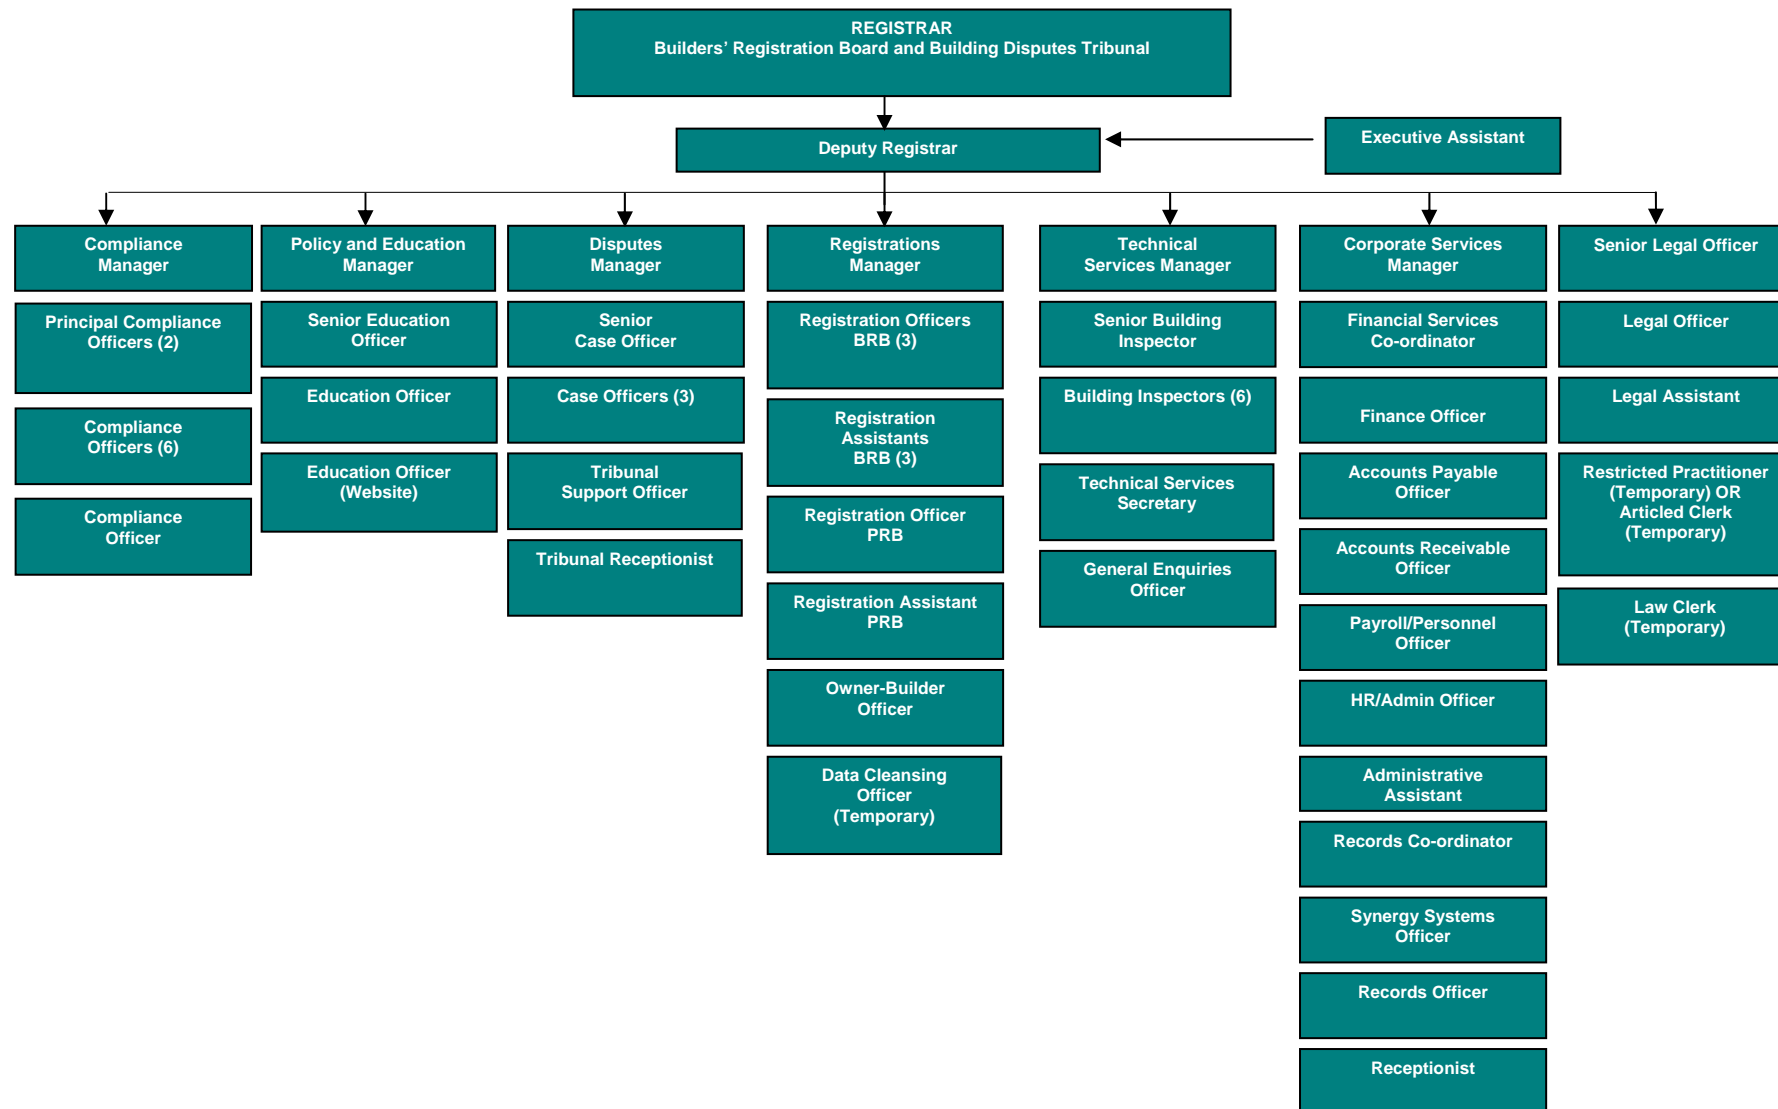 REGISTRAR
Builders' Registration Board and Building Disputes Tribunal
Deputy Registrar
Executive Assistant
Compliance
Manager
Principal Compliance
Officers (2)
Compliance
Officers (6)
Compliance
Officer
Policy and Education
Manager
Senior Education
Officer
Education Officer
Education Officer
(Website)
Disputes
Manager
Senior
Case Officer
Case Officers (3)
Tribunal
Support Officer
Tribunal Receptionist
Registrations
Manager
Registration Officers
BRB (3)
Registration
Assistants
BRB (3)
Registration Officer
PRB
Registration Assistant
PRB
Owner-Builder
Officer
Data Cleansing
Officer
(Temporary)
Technical
Services Manager
Senior Building
Inspector
Building Inspectors (6)
Technical Services
Secretary
General Enquiries
Officer
Corporate Services
Manager
Financial Services
Co-ordinator
Finance Officer
Accounts Payable
Officer
Accounts Receivable
Officer
Payroll/Personnel
Officer
HR/Admin Officer
Administrative
Assistant
Records Co-ordinator
Synergy Systems
Officer
Records Officer
Receptionist
Senior Legal Officer
Legal Officer
Legal Assistant
Restricted Practitioner
(Temporary) OR
Articled Clerk
(Temporary)
Law Clerk
(Temporary)